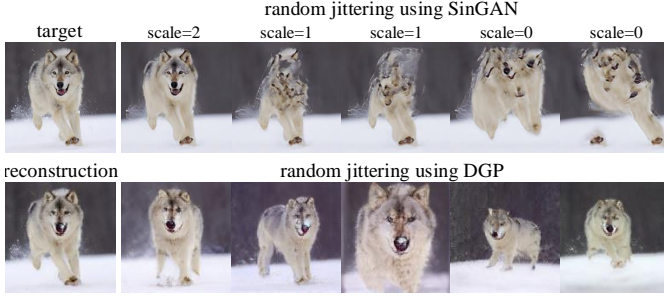 random jittering using SinGAN
target scale=2 scale=1 scale=1 scale=0 scale=0
reconstruction random jittering using DGP